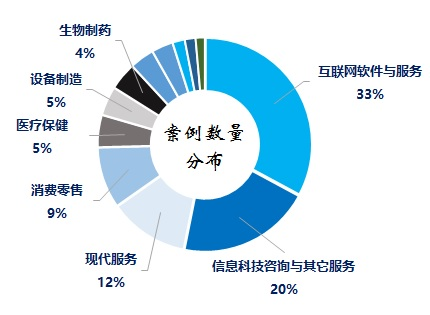 生物制药
4%
设备制造
5%
医疗保健
5%
消费零售
9%
现代服务
12%
信息科技咨询与其它服务
20%
互联网软件与服务
33%
案例数量
分布